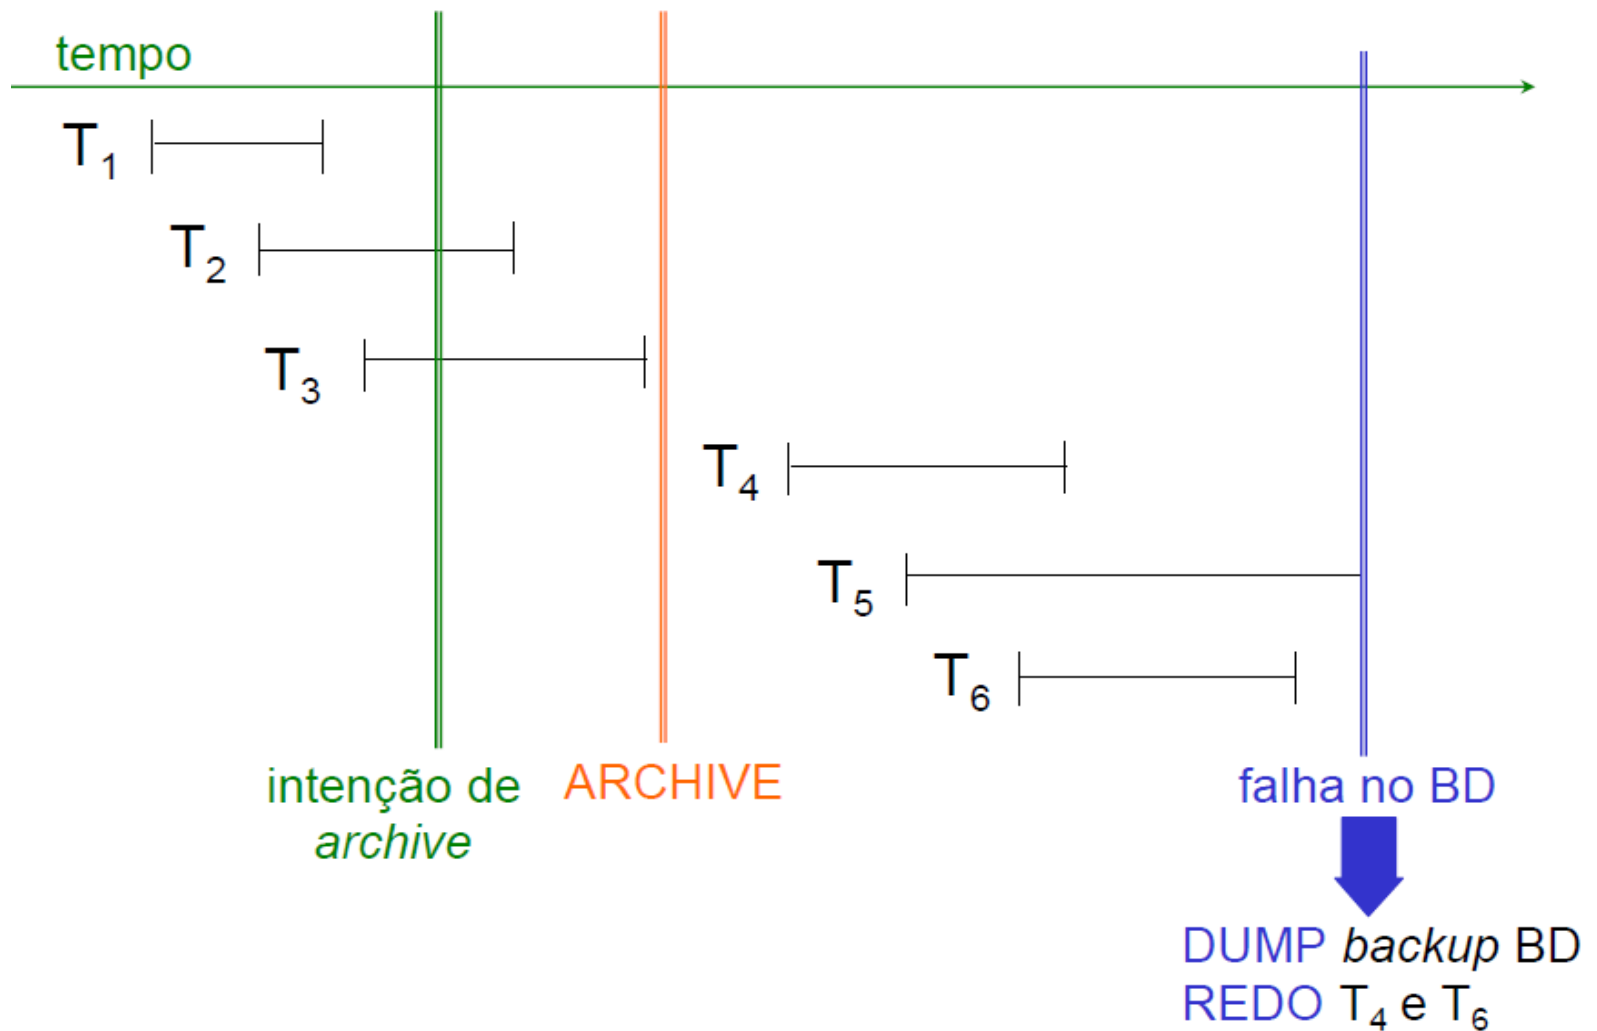 tempo
T1
T2
T3
T4
T5
T6
intenção de
archive
ARCHIVE
falha no BD
DUMP backup BD
REDO T4 e T6